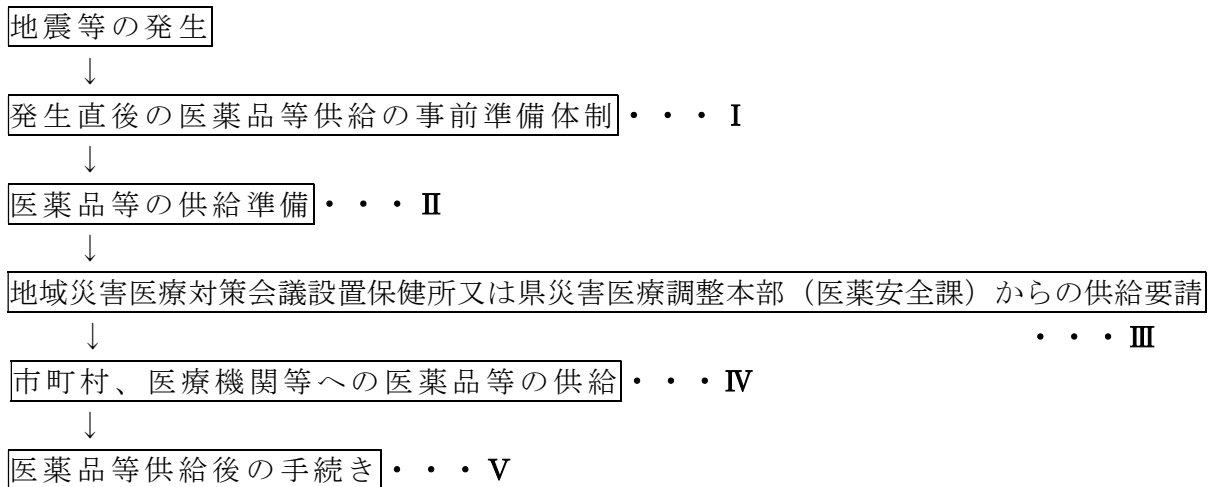 地震等の発生
↓
発生直後の医薬品等供給の事前準備体制・・・Ⅰ
↓
医薬品等の供給準備・・・Ⅱ
↓
地域災害医療対策会議設置保健所又は県災害医療調整本部（医薬安全課）からの供給要請
↓ ・・・Ⅲ
市町村、医療機関等への医薬品等の供給・・・Ⅳ
↓
医薬品等供給後の手続き・・・Ⅴ